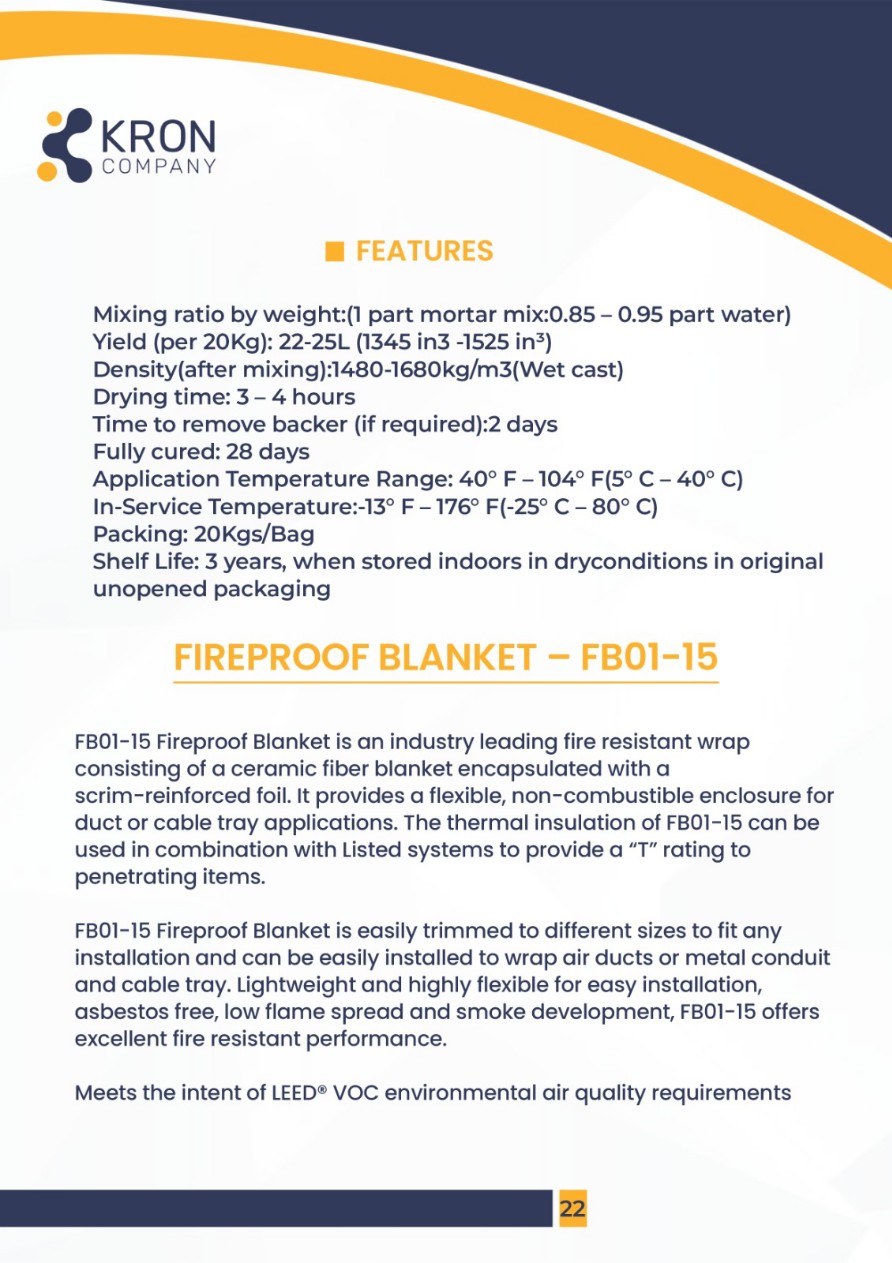 KRON
COMPANY
FEATURES
Mixing ratio by weight:(1 part mortar mix:0.85 – 0.95 part water)
Yield (per 20Kg): 22-25L (1345 in3 -1525 in³)
Density(after mixing):1480-1680kg/m3(Wet cast)
Drying time: 3 – 4 hours
Time to remove backer (if required):2 days
Fully cured: 28 days
Application Temperature Range: 40° F – 104° F(5° C – 40° C)
In-Service Temperature:-13° F – 176° F(-25° C – 80° C)
Packing: 20Kgs/Bag
Shelf Life: 3 years, when stored indoors in dryconditions in original
unopened packaging
FIREPROOF BLANKET – FB01-15
FB01-15 Fireproof Blanket is an industry leading fire resistant wrap
consisting of a ceramic fiber blanket encapsulated with a
scrim-reinforced foil. It provides a flexible, non-combustible enclosure for
duct or cable tray applications. The thermal insulation of FB01-15 can be
used in combination with Listed systems to provide a “T” rating to
penetrating items.
FB01-15 Fireproof Blanket is easily trimmed to different sizes to fit any
installation and can be easily installed to wrap air ducts or metal conduit
and cable tray. Lightweight and highly flexible for easy installation,
asbestos free, low flame spread and smoke development, FB01-15 offers
excellent fire resistant performance.
Meets the intent of LEED® VOC environmental air quality requirements
22